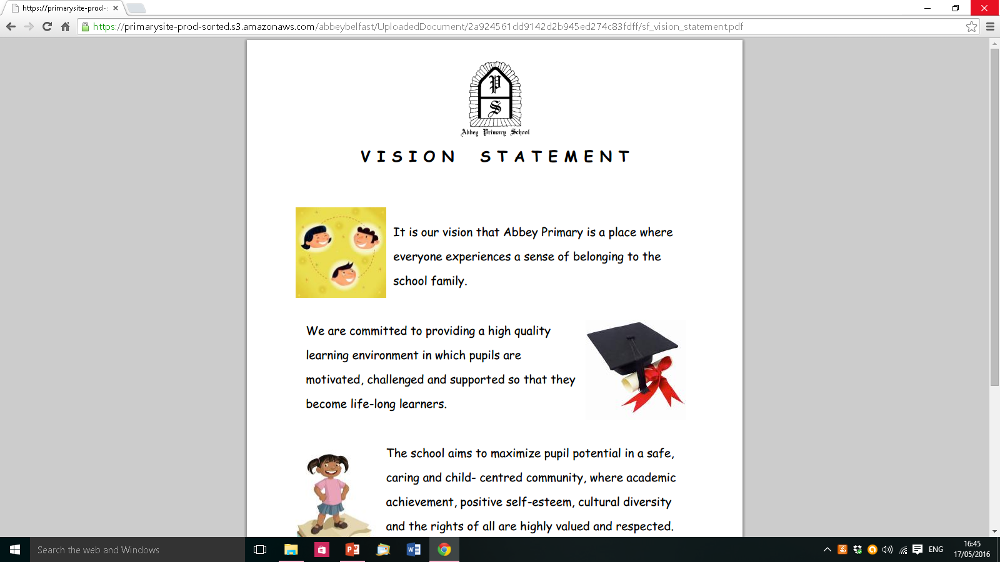 https://primarysite-prod-s
https://primarysite-prod-sorted.s3.amazonaws.com/abbeybelfast/UploadedDocument/2a924561dd9142d2b945ed274c83fdff/sf_vision_statement.pdf
P
S
Abbey Primary School
VISION STATEMENT
It is our vision that Abbey Primary is a place where
everyone experiences a sense of belonging to the
school family.
We are committed to providing a high quality
learning environment in which pupils are
motivated, challenged and supported so that they
become life-long learners.
The school aims to maximize pupil potential in a safe,
caring and child- centred community, where academic
achievement, positive self-esteem, cultural diversity
and the rights of all are highly valued and respected.
Search the web and Windows
ENG
16:45
17/05/2016